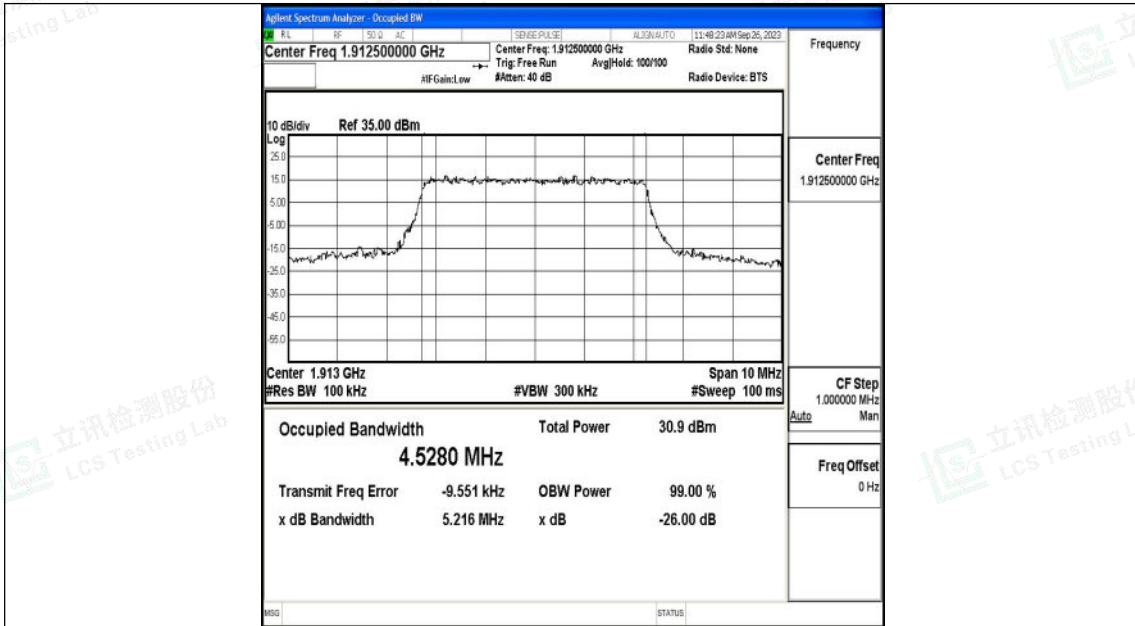 Agilent Spectrum Analyzer - Occupied BW
RL RF 50 Ω AC SENSE:PULSE ALIGNAUTO 11:48:23 AM Sep 26, 2023
Center Freq 1.912500000 GHz
Center Freq: 1.912500000 GHz
Radio Std: None
Trig: Free Run Avg|Hold: 100/100
#IFGain:Low
#Atten: 40 dB
Radio Device: BTS
10 dB/div Ref 35.00 dBm
Log
25.0
15.0
5.00
-5.00
-15.0
-25.0
-35.0
-45.0
-55.0
Center 1.913 GHz Span 10 MHz
#Res BW 100 kHz #VBW 300 kHz #Sweep 100 ms
Occupied Bandwidth Total Power 30.9 dBm
4.5280 MHz
Transmit Freq Error -9.551 kHz OBW Power 99.00 %
x dB Bandwidth 5.216 MHz x dB -26.00 dB
MSG STATUS
Frequency
Center Freq
1.912500000 GHz
CF Step
1.000000 MHz
Auto Man
Freq Offset
0 Hz
立讯检测股份
LCS Testing Lab
立讯检测股份
LCS Testing L
sting Lab